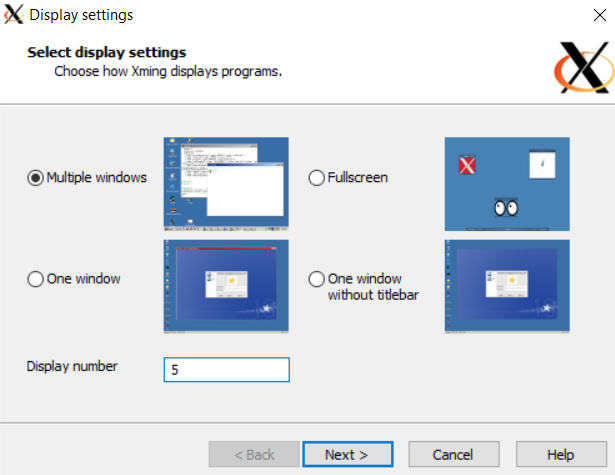 Display settings
Select display settings
Choose how Xming displays programs.
Multiple windows
Fullscreen
One window
One window
without titlebar
Display number
5
< Back
Next >
Cancel
Help